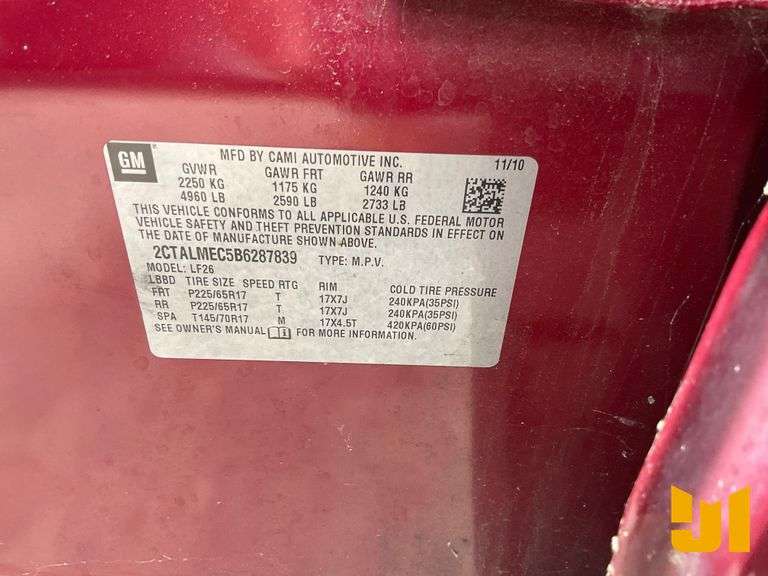 GM
MFD BY CAMI AUTOMOTIVE INC. 11/10
GVWR GAWR FRT GAWR RR
2250 KG 1175 KG 1240 KG
4960 LB 2590 LB 2733 LB
THIS VEHICLE CONFORMS TO ALL APPLICABLE U.S. FEDERAL MOTOR
VEHICLE SAFETY AND THEFT PREVENTION STANDARDS IN EFFECT ON
THE DATE OF MANUFACTURE SHOWN ABOVE.
2CTALMEC5B6287839 TYPE: M.P.V.
MODEL: LF26
LBBD TIRE SIZE SPEED RTG RIM COLD TIRE PRESSURE
FRT P225/65R17 T 17X7J 240KPA(35PSI)
RR P225/65R17 T 17X7J 240KPA(35PSI)
SPA T145/70R17 M 17X4.5T 420KPA(60PSI)
SEE OWNER'S MANUAL FOR MORE INFORMATION.